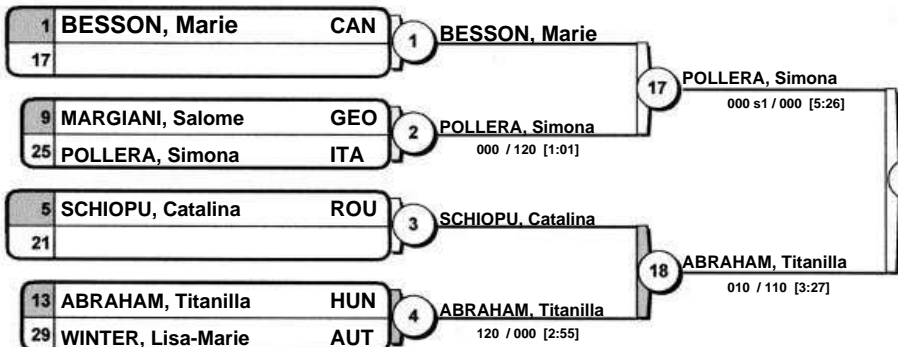 1 BESSON, Marie CAN
17
1
BESSON, Marie
9 MARGIANI, Salome GEO
25 POLLERA, Simona ITA
2
POLLERA, Simona
000 / 120 [1:01]
17
POLLERA, Simona
000 s1 / 000 [5:26]
5 SCHIOPU, Catalina ROU
21
3
SCHIOPU, Catalina
13 ABRAHAM, Titanilla HUN
29 WINTER, Lisa-Marie AUT
4
ABRAHAM, Titanilla
120 / 000 [2:55]
18
ABRAHAM, Titanilla
010 / 110 [3:27]